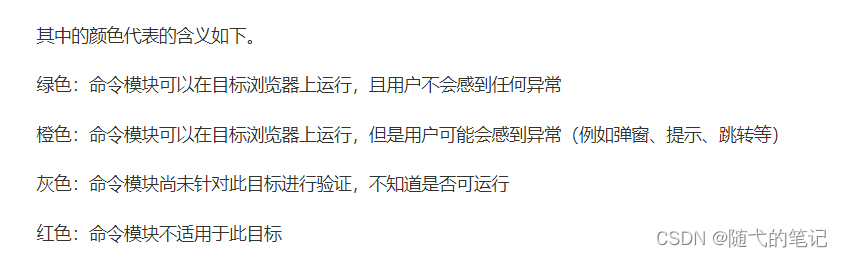 其中的颜色代表的含义如下。
绿色：命令模块可以在目标浏览器上运行，且用户不会感到任何异常
橙色：命令模块可以在目标浏览器上运行，但是用户可能会感到异常（例如弹窗、提示、跳转等）
灰色：命令模块尚未针对此目标进行验证，不知道是否可运行
红色：命令模块不适用于此目标
CSDN @随弋的笔记